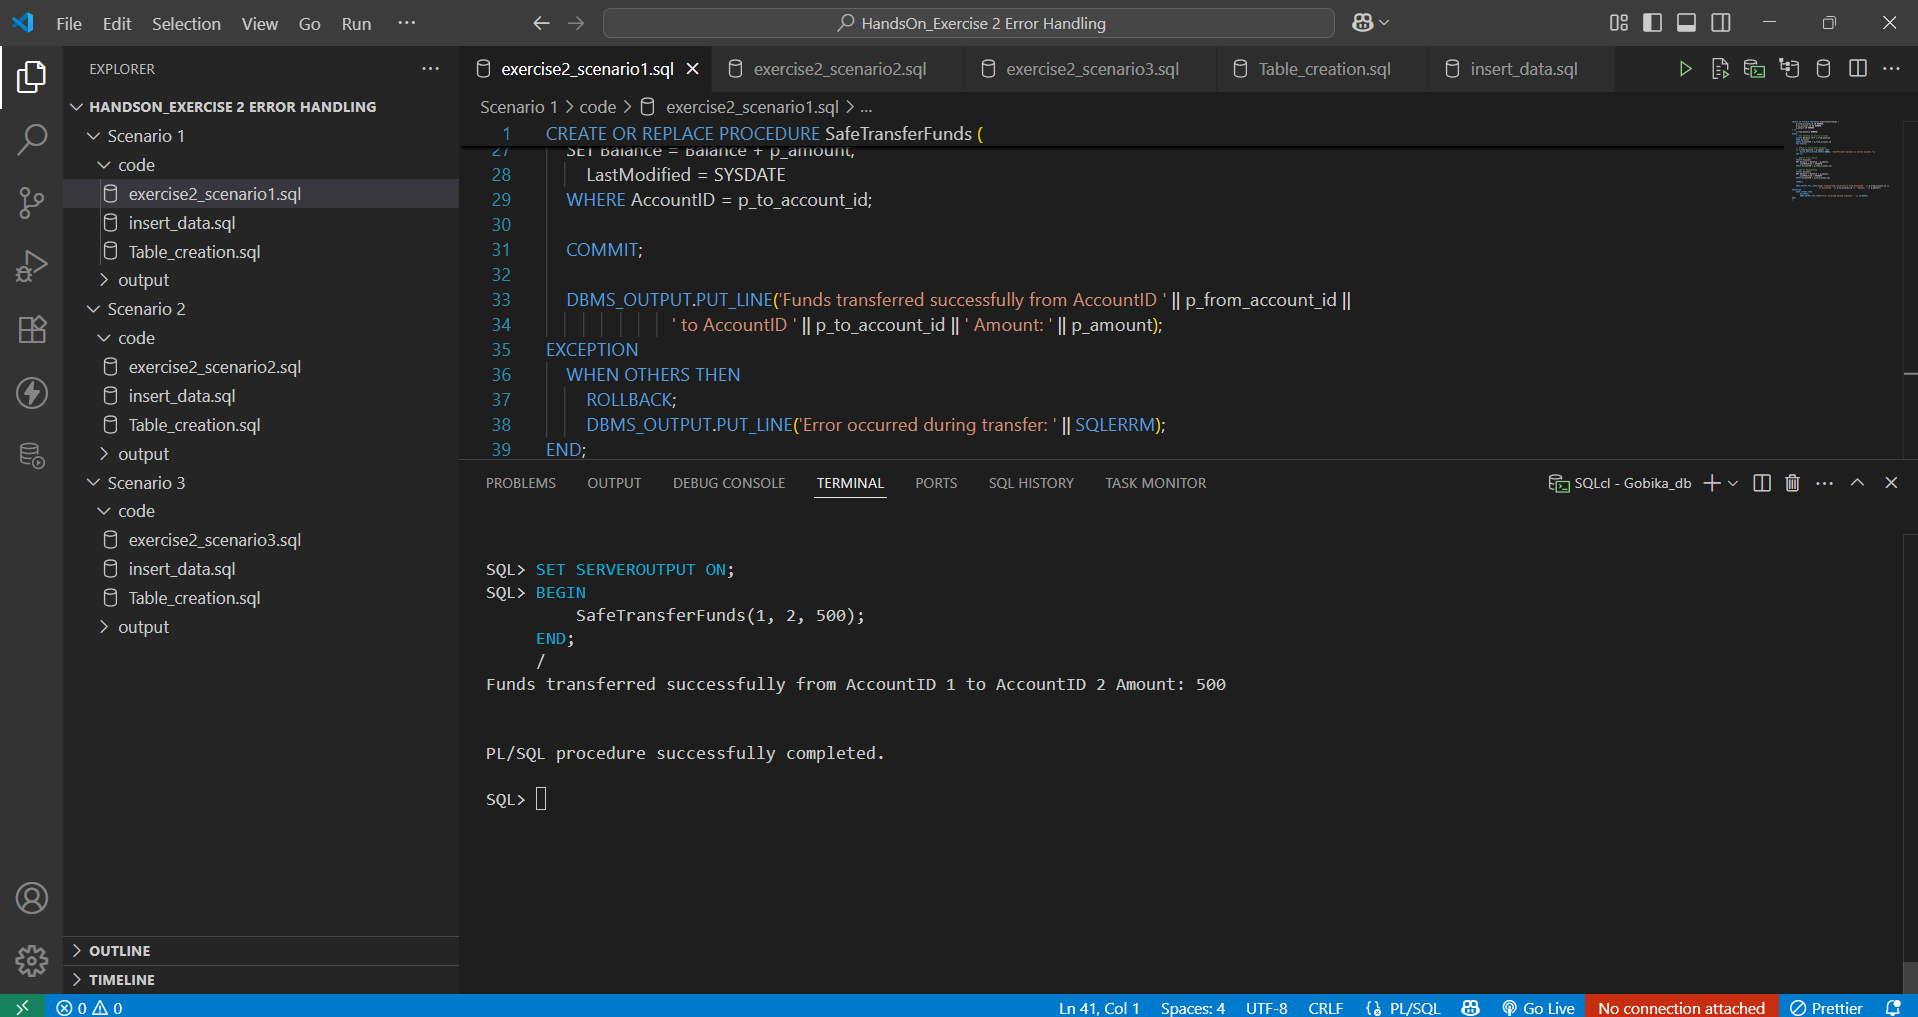 File Edit Selection View Go Run ···
HandsOn_Exercise 2 Error Handling
EXPLORER
HANDSON_EXERCISE 2 ERROR HANDLING
Scenario 1
code
exercise2_scenario1.sql
insert_data.sql
Table_creation.sql
output
Scenario 2
code
exercise2_scenario2.sql
insert_data.sql
Table_creation.sql
output
Scenario 3
code
exercise2_scenario3.sql
insert_data.sql
Table_creation.sql
output
OUTLINE
TIMELINE
exercise2_scenario1.sql exercise2_scenario2.sql exercise2_scenario3.sql Table_creation.sql insert_data.sql
Scenario 1 > code > exercise2_scenario1.sql > ...
1 CREATE OR REPLACE PROCEDURE SafeTransferFunds (
27 SET Balance = Balance + p_amount,
28 LastModified = SYSDATE
29 WHERE AccountID = p_to_account_id;
30
31 COMMIT;
32
33 DBMS_OUTPUT.PUT_LINE('Funds transferred successfully from AccountID ' || p_from_account_id ||
34 ' to AccountID ' || p_to_account_id || ' Amount: ' || p_amount);
35 EXCEPTION
36 WHEN OTHERS THEN
37 ROLLBACK;
38 DBMS_OUTPUT.PUT_LINE('Error occurred during transfer: ' || SQLERRM);
39 END;
PROBLEMS OUTPUT DEBUG CONSOLE TERMINAL PORTS SQL HISTORY TASK MONITOR
SQLcl - Gobika_db
SQL> SET SERVEROUTPUT ON;
SQL> BEGIN
SafeTransferFunds(1, 2, 500);
END;
/
Funds transferred successfully from AccountID 1 to AccountID 2 Amount: 500
PL/SQL procedure successfully completed.
SQL>
0 0
Ln 41, Col 1 Spaces: 4 UTF-8 CRLF PL/SQL Go Live No connection attached Prettier